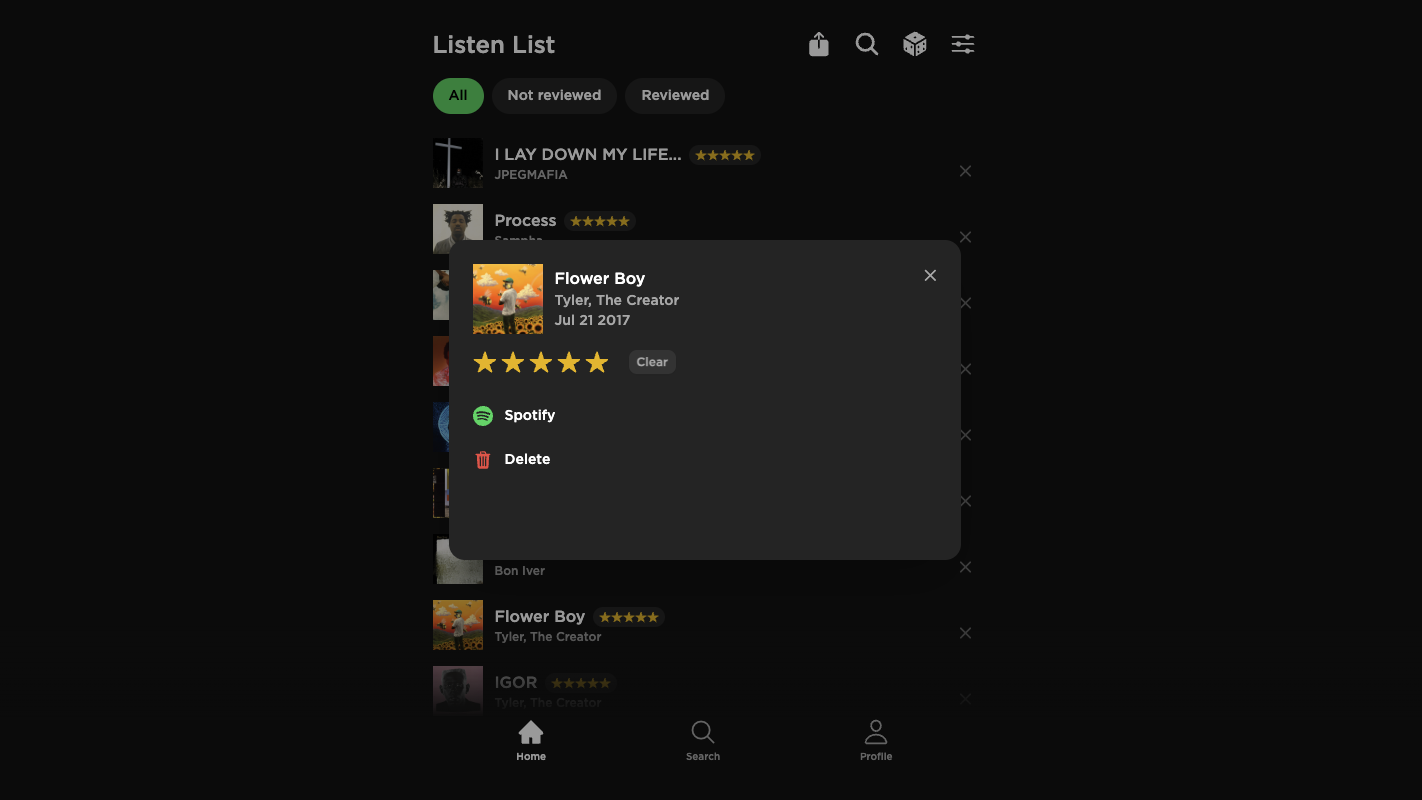 Listen List
All
Not reviewed
Reviewed
I LAY DOWN MY LIFE...
JPEGMAFIA
Process
Flower Boy
Tyler, The Creator
Jul 21 2017
Clear
Spotify
Delete
Bon Iver
Flower Boy
Tyler, The Creator
IGOR
Tyler, The Creator
Home
Search
Profile